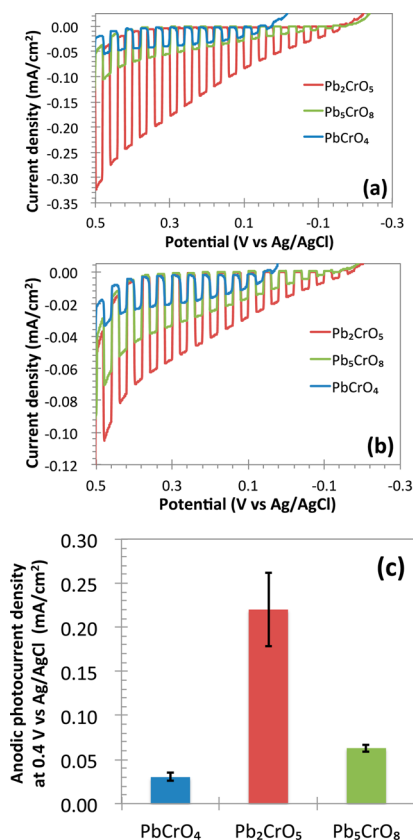 0.00
-0.05
-0.10
-0.15
-0.20
-0.25
-0.30
-0.35
Current density (mA/cm²)
Pb₂CrO₅
Pb₅CrO₈
PbCrO₄
(a)
0.5 0.3 0.1 -0.1 -0.3
Potential (V vs Ag/AgCl)
0.00
-0.02
-0.04
-0.06
-0.08
-0.10
-0.12
Current density (mA/cm²)
Pb₂CrO₅
Pb₅CrO₈
PbCrO₄
(b)
0.5 0.3 0.1 -0.1 -0.3
Potential (V vs Ag/AgCl)
0.30
0.25
0.20
0.15
0.10
0.05
0.00
Anodic photocurrent density
at 0.4 V vs Ag/AgCl (mA/cm²)
(c)
PbCrO₄ Pb₂CrO₅ Pb₅CrO₈